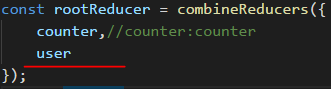 const rootReducer = combineReducers({
counter,//counter:counter
user
});